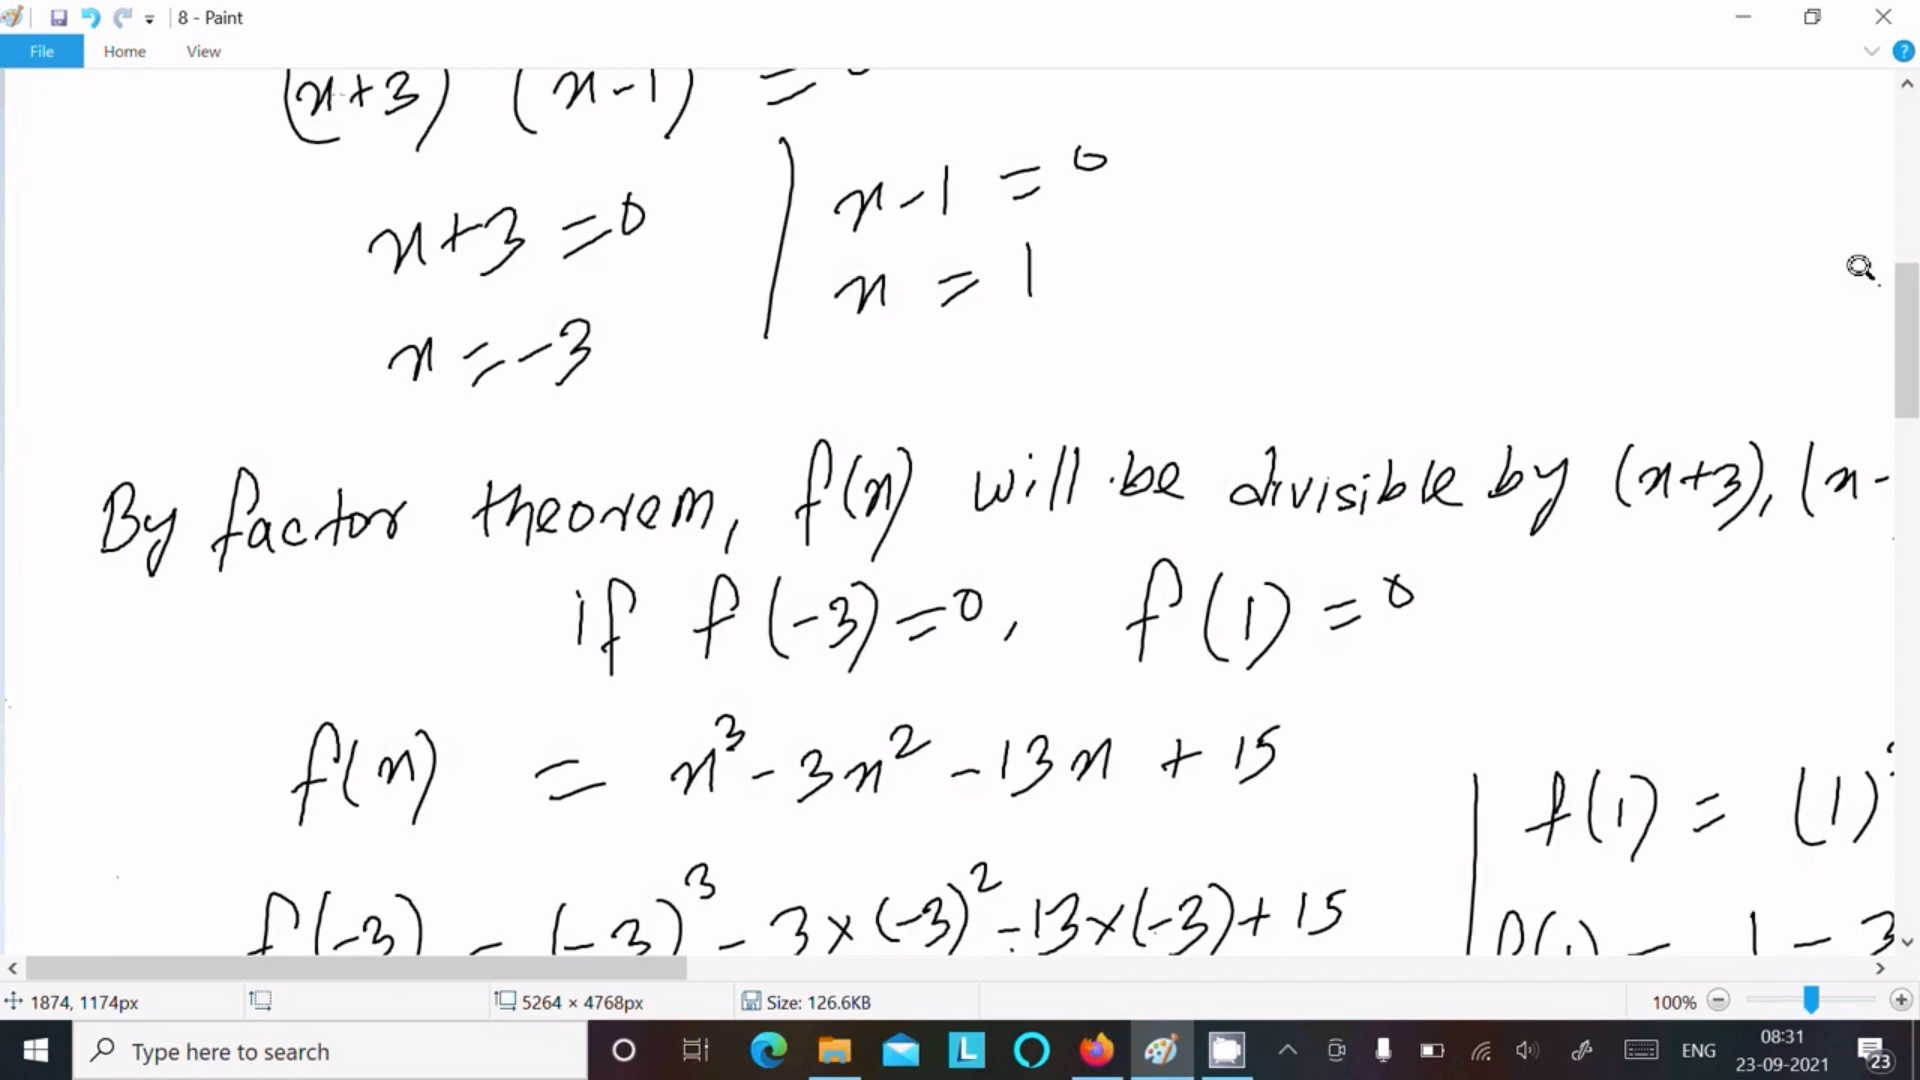 8 - Paint
File Home View
(x+3) (x-1) =
x+3 =0
x = -3
x-1 = 0
x = 1
By factor theorem, f(x) will be divisible by (x+3), (x-
if f(-3) = 0, f(1) = 0
f(x) = x³ - 3x² - 13x + 15
f(1) = (1)
f(-3) = (-3)³ - 3×(-3)² -13×(-3) + 15
f(1) = 1 - 3
1874, 1174px 5264 × 4768px Size: 126.6KB 100%
Type here to search L ENG 08:31
23-09-2021 23